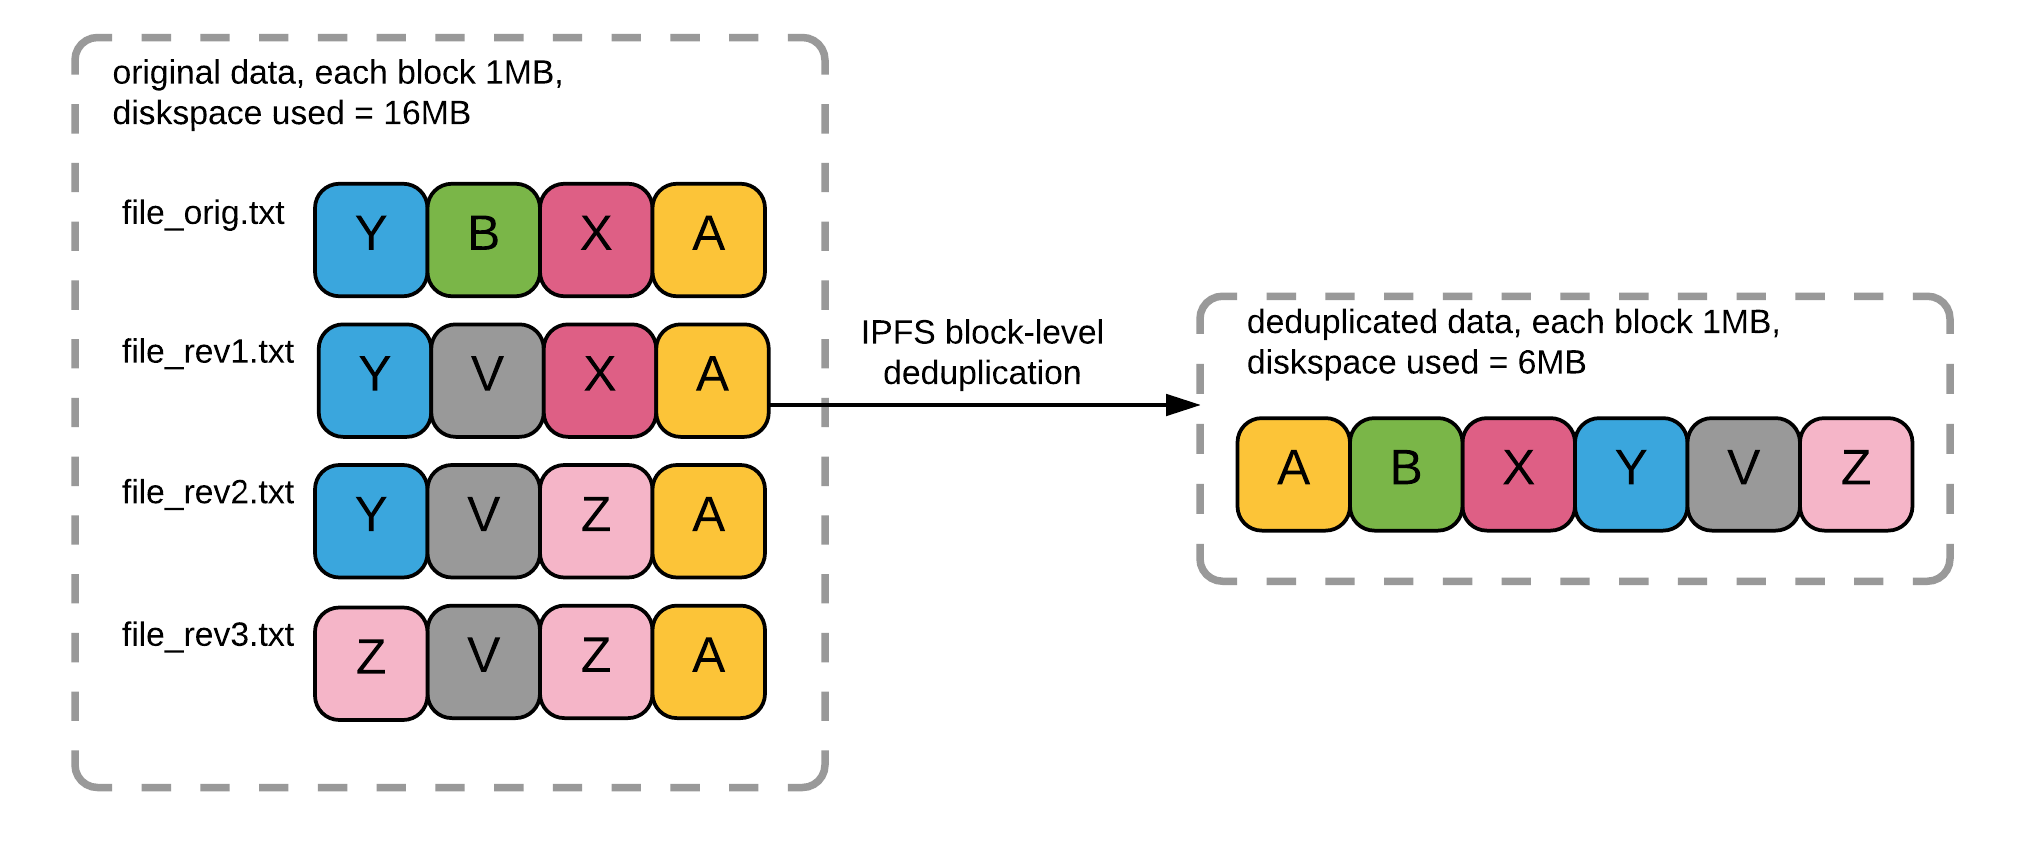 original data, each block 1MB,
diskspace used = 16MB
file_orig.txt Y B X A
file_rev1.txt Y V X A
file_rev2.txt Y V Z A
file_rev3.txt Z V Z A
IPFS block-level
deduplication
deduplicated data, each block 1MB,
diskspace used = 6MB
A B X Y V Z